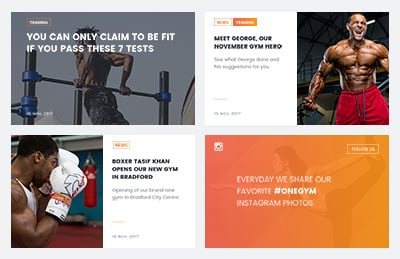 TRAINING
YOU CAN ONLY CLAIM TO BE FIT
IF YOU PASS THESE 7 TESTS
15 NOV, 2017
NEWS
TRAINING
MEET GEORGE, OUR
NOVEMBER GYM HERO
See what George done and
his suggestions for you
15 NOV, 2017
NEWS
BOXER TASIF KHAN
OPENS OUR NEW GYM
IN BRADFORD
Opening of our brand new
gym in Bradford City Centre
15 NOV, 2017
FOLLOW US
EVERYDAY WE SHARE OUR
FAVORITE #ONEGYM
INSTAGRAM PHOTOS